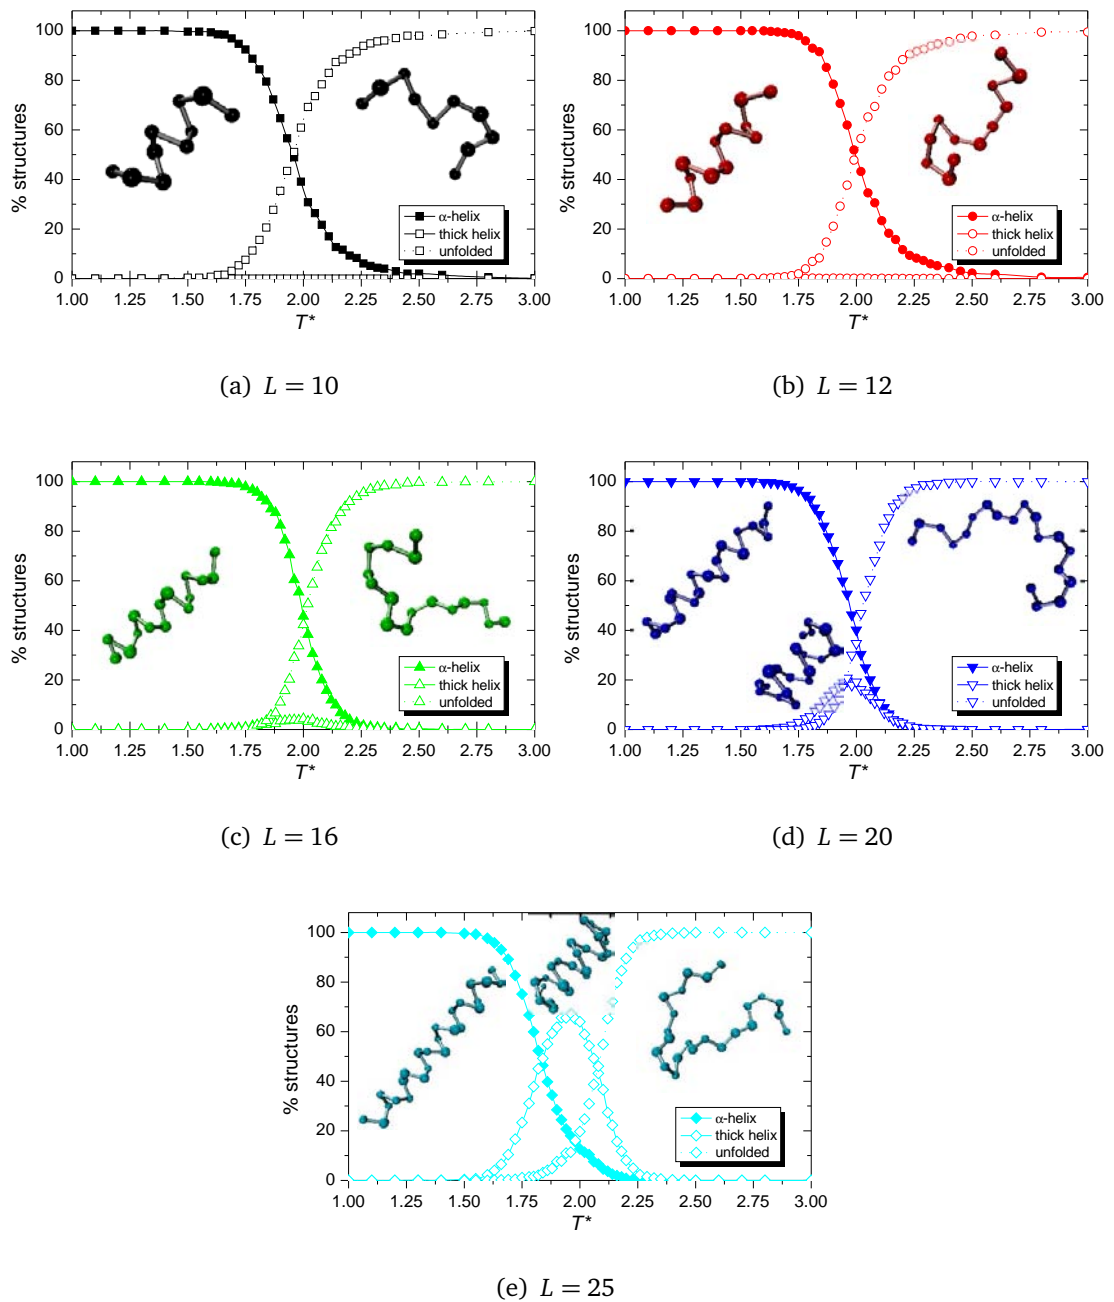 100
80
60
40
20
0
% structures
α-helix
thick helix
unfolded
1.00 1.25 1.50 1.75 2.00 2.25 2.50 2.75 3.00
T*
(a) L = 10
100
80
60
40
20
0
% structures
α-helix
thick helix
unfolded
1.00 1.25 1.50 1.75 2.00 2.25 2.50 2.75 3.00
T*
(b) L = 12
100
80
60
40
20
0
% structures
α-helix
thick helix
unfolded
1.00 1.25 1.50 1.75 2.00 2.25 2.50 2.75 3.00
T*
(c) L = 16
100
80
60
40
20
0
% structures
α-helix
thick helix
unfolded
1.00 1.25 1.50 1.75 2.00 2.25 2.50 2.75 3.00
T*
(d) L = 20
100
80
60
40
20
0
% structures
α-helix
thick helix
unfolded
1.00 1.25 1.50 1.75 2.00 2.25 2.50 2.75 3.00
T*
(e) L = 25